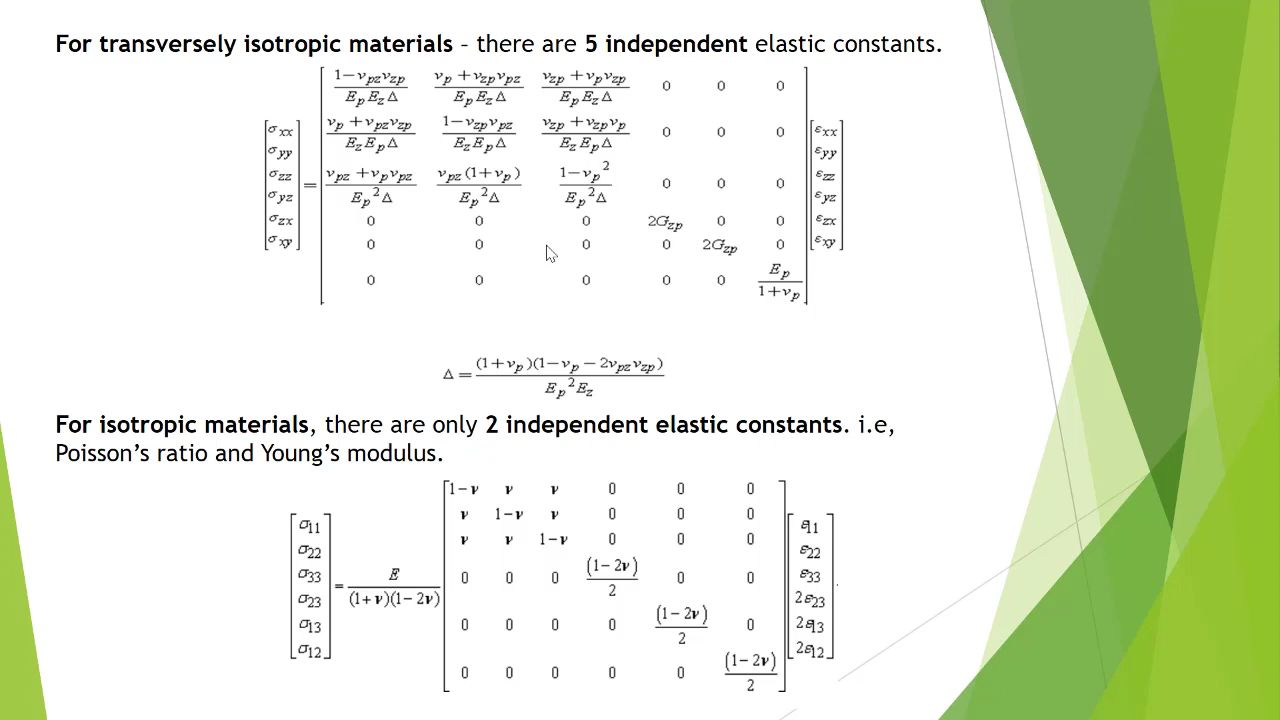 For transversely isotropic materials – there are 5 independent elastic constants.
[σxx σyy σzz σyz σzx σxy] = [
(1−νpzνzp)/(EpEzΔ) (νp+νzpνpz)/(EpEzΔ) (νzp+νpνzp)/(EpEzΔ) 0 0 0
(νp+νpzνzp)/(EzEpΔ) (1−νzpνpz)/(EzEpΔ) (νzp+νzpνp)/(EzEpΔ) 0 0 0
(νpz+νpνpz)/(Ep²Δ) (νpz(1+νp))/(Ep²Δ) (1−νp²)/(Ep²Δ) 0 0 0
0 0 0 2Gzp 0 0
0 0 0 0 2Gzp 0
0 0 0 0 0 Ep/(1+νp)
] [εxx εyy εzz εyz εzx εxy]
Δ = (1+νp)(1−νp−2νpzνzp)/(Ep²Ez)
For isotropic materials, there are only 2 independent elastic constants. i.e,
Poisson's ratio and Young's modulus.
[σ11 σ22 σ33 σ23 σ13 σ12] = E/((1+ν)(1−2ν)) [
1−ν ν ν 0 0 0
ν 1−ν ν 0 0 0
ν ν 1−ν 0 0 0
0 0 0 (1−2ν)/2 0 0
0 0 0 0 (1−2ν)/2 0
0 0 0 0 0 (1−2ν)/2
] [ε11 ε22 ε33 2ε23 2ε13 2ε12].